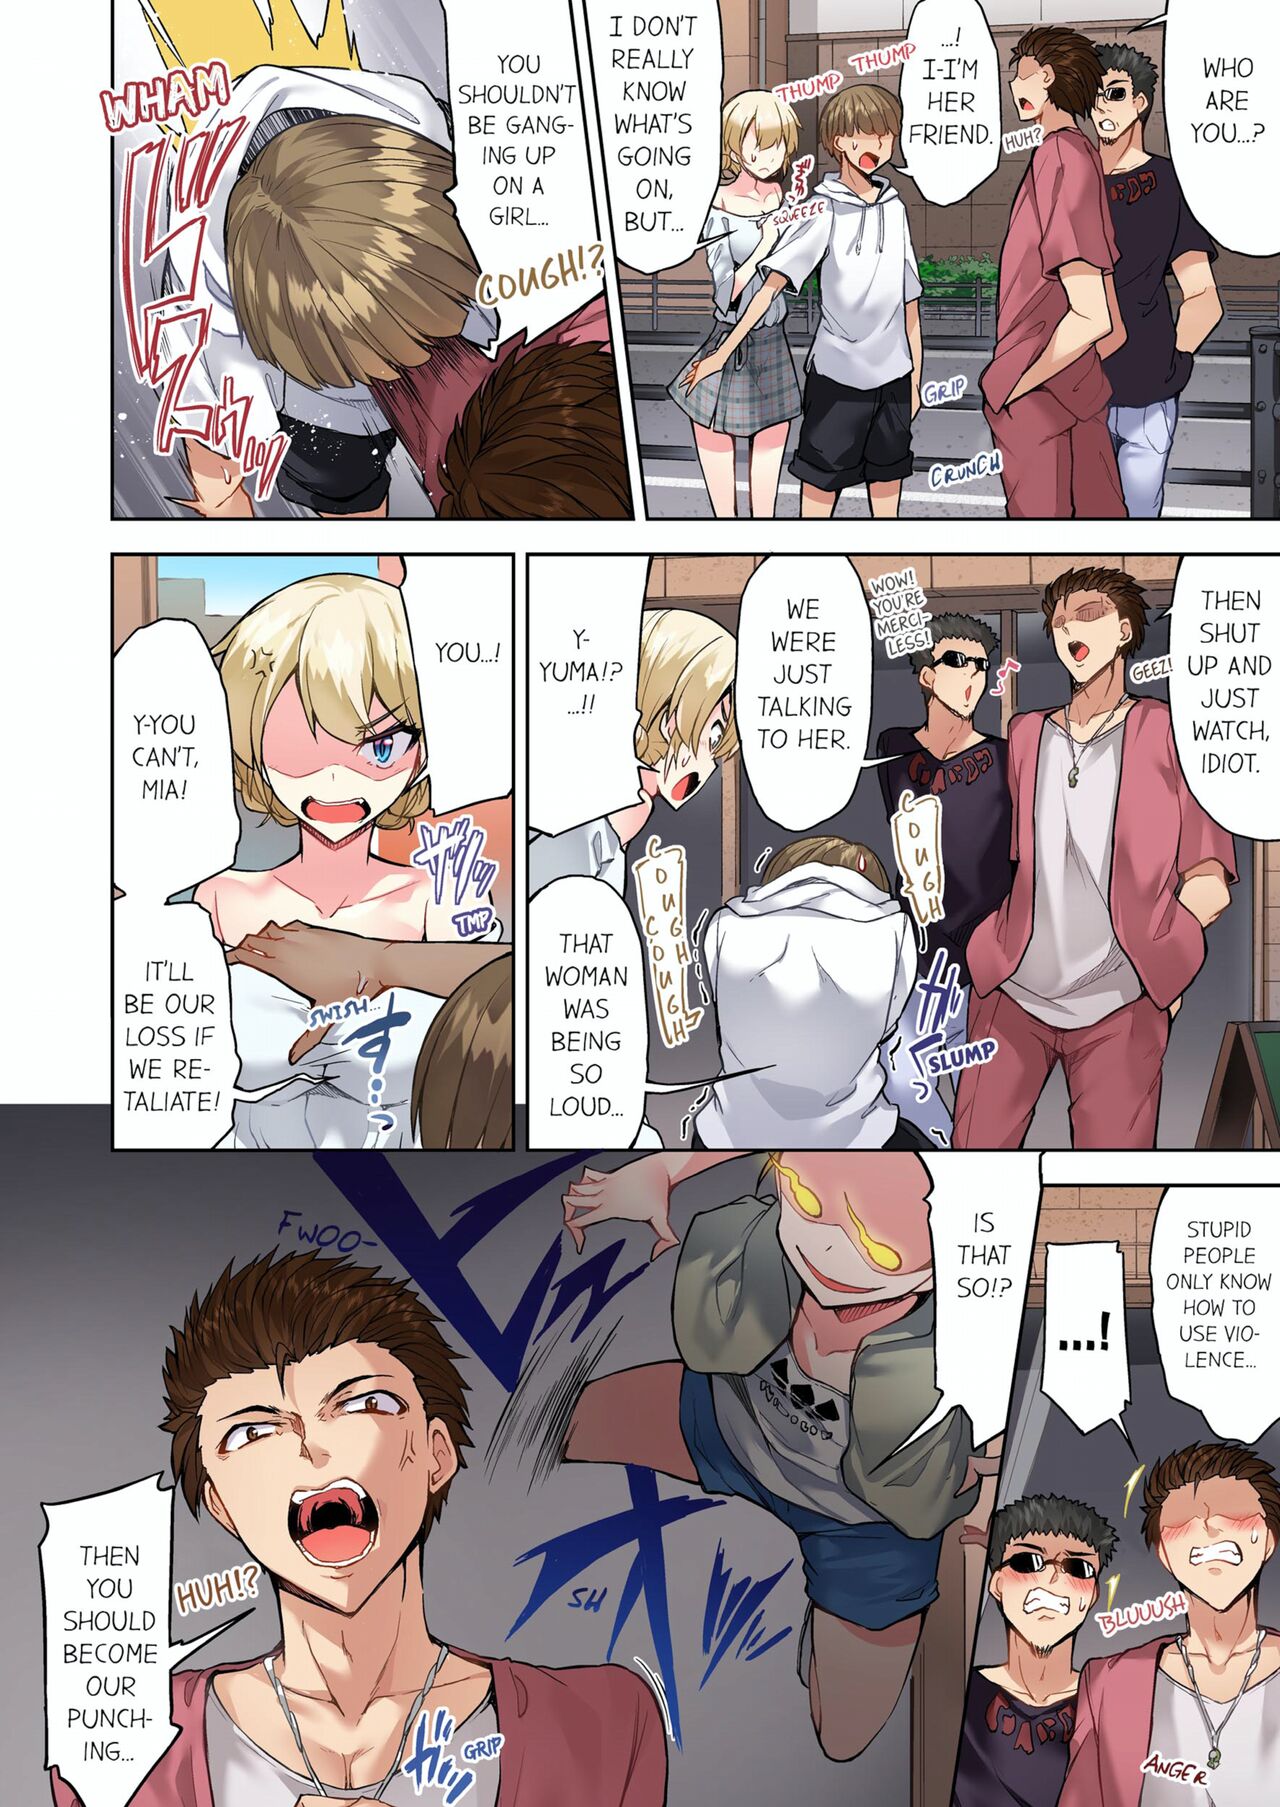 WHO
ARE
YOU...?
HUH?
...!
I-I'M
HER
FRIEND.
THUMP THUMP
THUMP
I DON'T
REALLY
KNOW
WHAT'S
GOING
ON,
BUT...
SQUEEZE
GRIP
CRUNCH
YOU
SHOULDN'T
BE GANG-
ING UP
ON A
GIRL...
COUGH!?
WHAM
THEN
SHUT
UP AND
JUST
WATCH,
IDIOT.
GEEZ!
WOW!
YOU'RE
MERCI-
LESS!
WE
WERE
JUST
TALKING
TO HER.
COUGH
COUGH
COUGH
SLUMP
Y-
YUMA!?
...!!
THAT
WOMAN
WAS
BEING
SO
LOUD...
YOU...!
TMP
Y-YOU
CAN'T,
MIA!
SWISH...
す...っ
IT'LL
BE OUR
LOSS IF
WE RE-
TALIATE!
STUPID
PEOPLE
ONLY KNOW
HOW TO
USE VIO-
LENCE...
....!
BLUUUSH
ANGER
IS
THAT
SO!?
FWOO-
SH
HUH!?
THEN
YOU
SHOULD
BECOME
OUR
PUNCH-
ING...
GRIP